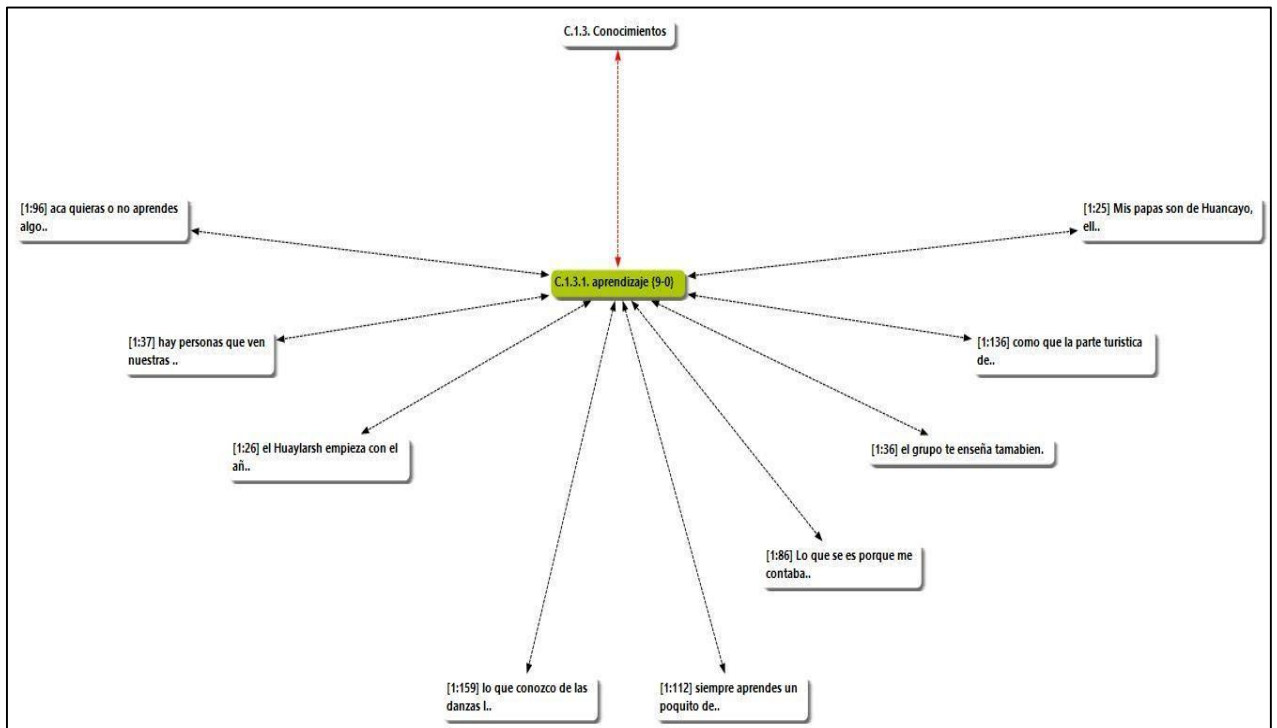 C.1.3. Conocimientos
[1:96] aca quieras o no aprendes
algo..
[1:25] Mis papas son de Huancayo,
ell..
C.1.3.1. aprendizaje (9-0)
[1:37] hay personas que ven
nuestras ..
[1:136] como que la parte turistica
de..
[1:26] el Huaylarsh empieza con el
añ..
[1:36] el grupo te enseña tamabien.
[1:86] Lo que se es porque me
contaba..
[1:159] lo que conozco de las
danzas l..
[1:112] siempre aprendes un
poquito de..